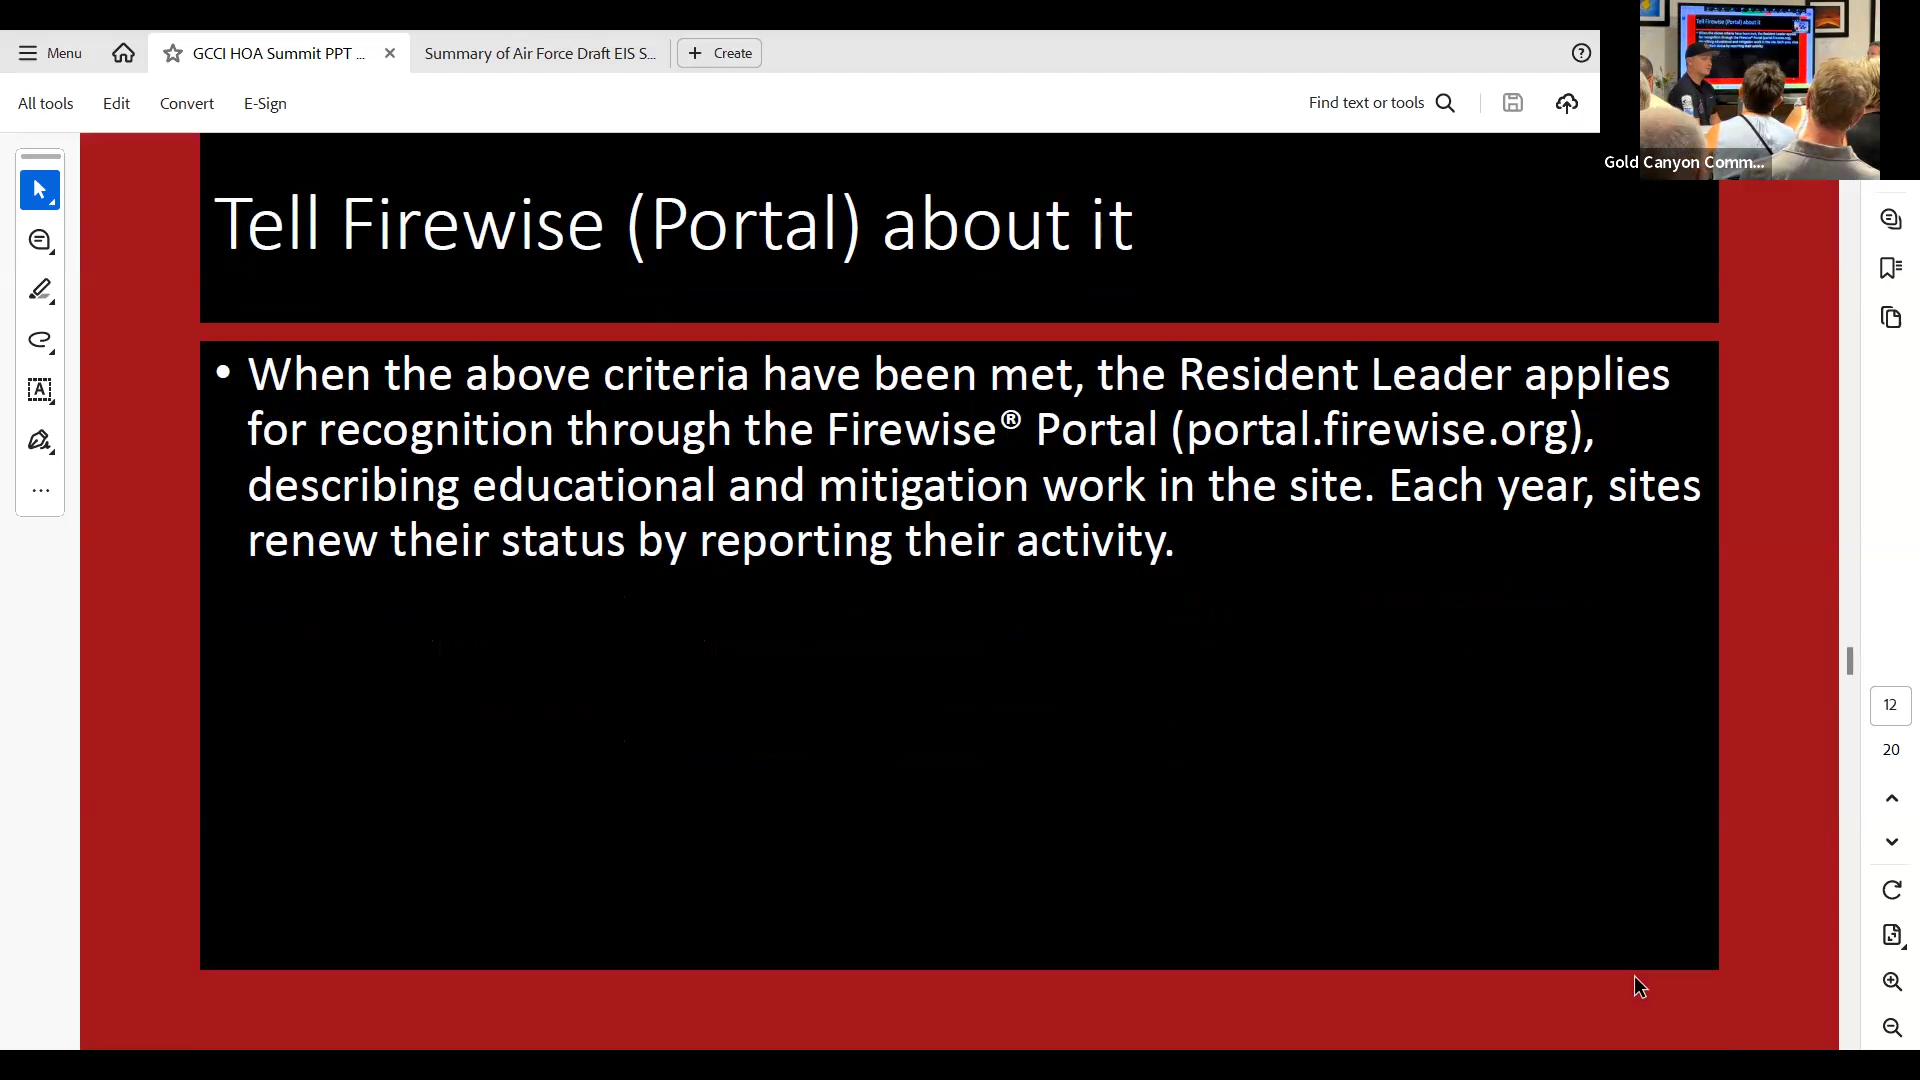 Menu
GCCI HOA Summit PPT ...
Summary of Air Force Draft EIS S...
Create
All tools
Edit
Convert
E-Sign
Find text or tools
Gold Canyon Comm...
Tell Firewise (Portal) about it
• When the above criteria have been met, the Resident Leader applies
for recognition through the Firewise® Portal (portal.firewise.org),
describing educational and mitigation work in the site. Each year, sites
renew their status by reporting their activity.
12
20